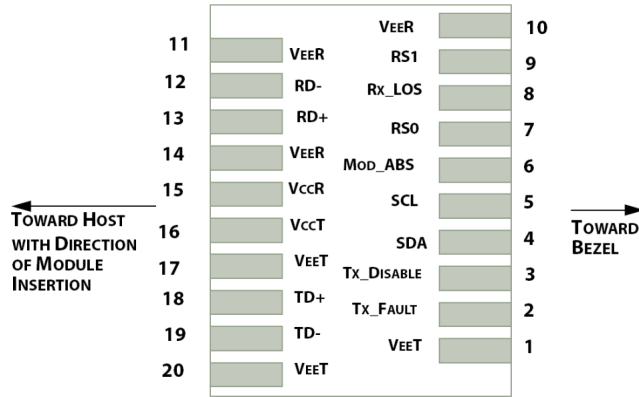 VEER 10
11 VEER RS1 9
12 RD- RX_LOS 8
13 RD+ RS0 7
14 VEER MOD_ABS 6
15 VCCR SCL 5
16 VCCT SDA 4
17 VEET TX_DISABLE 3
18 TD+ TX_FAULT 2
19 TD- VEET 1
20 VEET
TOWARD HOST
WITH DIRECTION
OF MODULE
INSERTION
TOWARD
BEZEL